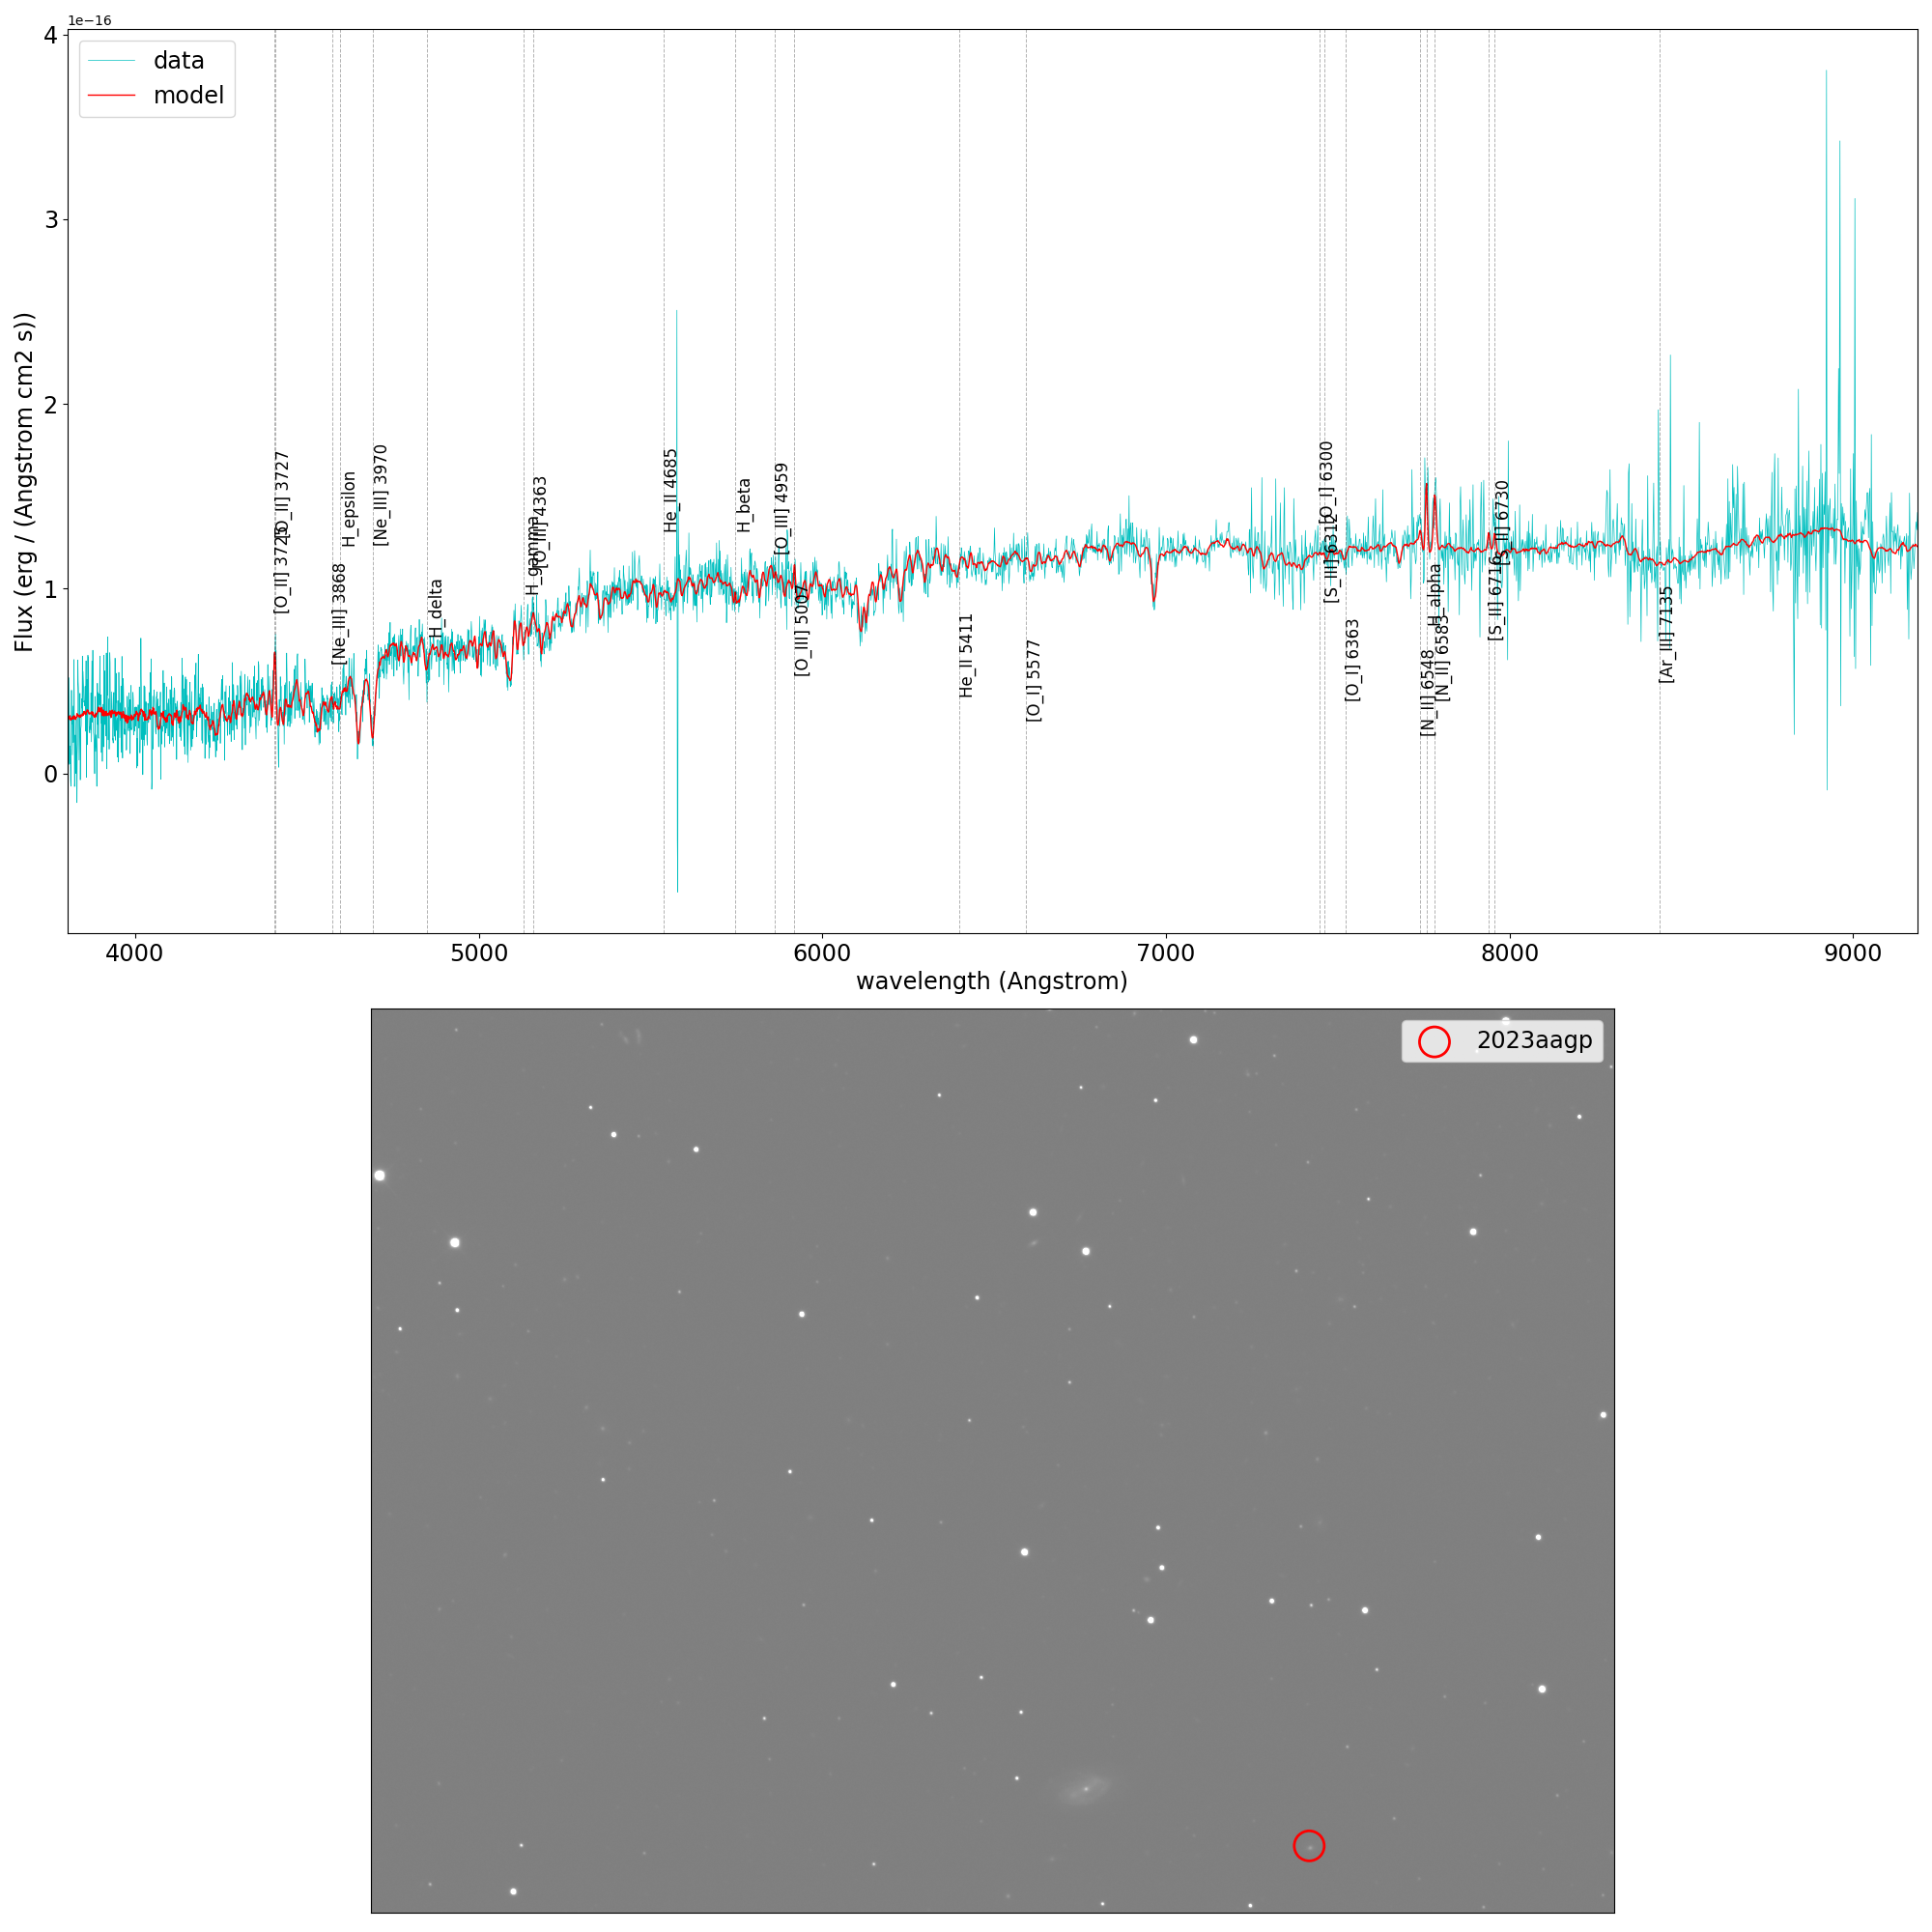 1e−16
data
model
4
3
2
1
0
Flux (erg / (Angstrom cm2 s))
[O_II] 3725
[O_II] 3727
[Ne_III] 3868
H_epsilon
[Ne_III] 3970
H_delta
H_gamma
[O_III] 4363
He_II 4685
H_beta
[O_III] 4959
[O_III] 5007
He_II 5411
[O_I] 5577
[O_I] 6300
[S_III] 6312
[O_I] 6363
[N_II] 6548
H_alpha
[N_II] 6583
[S_II] 6716
[S_II] 6730
[Ar_III] 7135
4000
5000
6000
7000
8000
9000
wavelength (Angstrom)
2023aagp